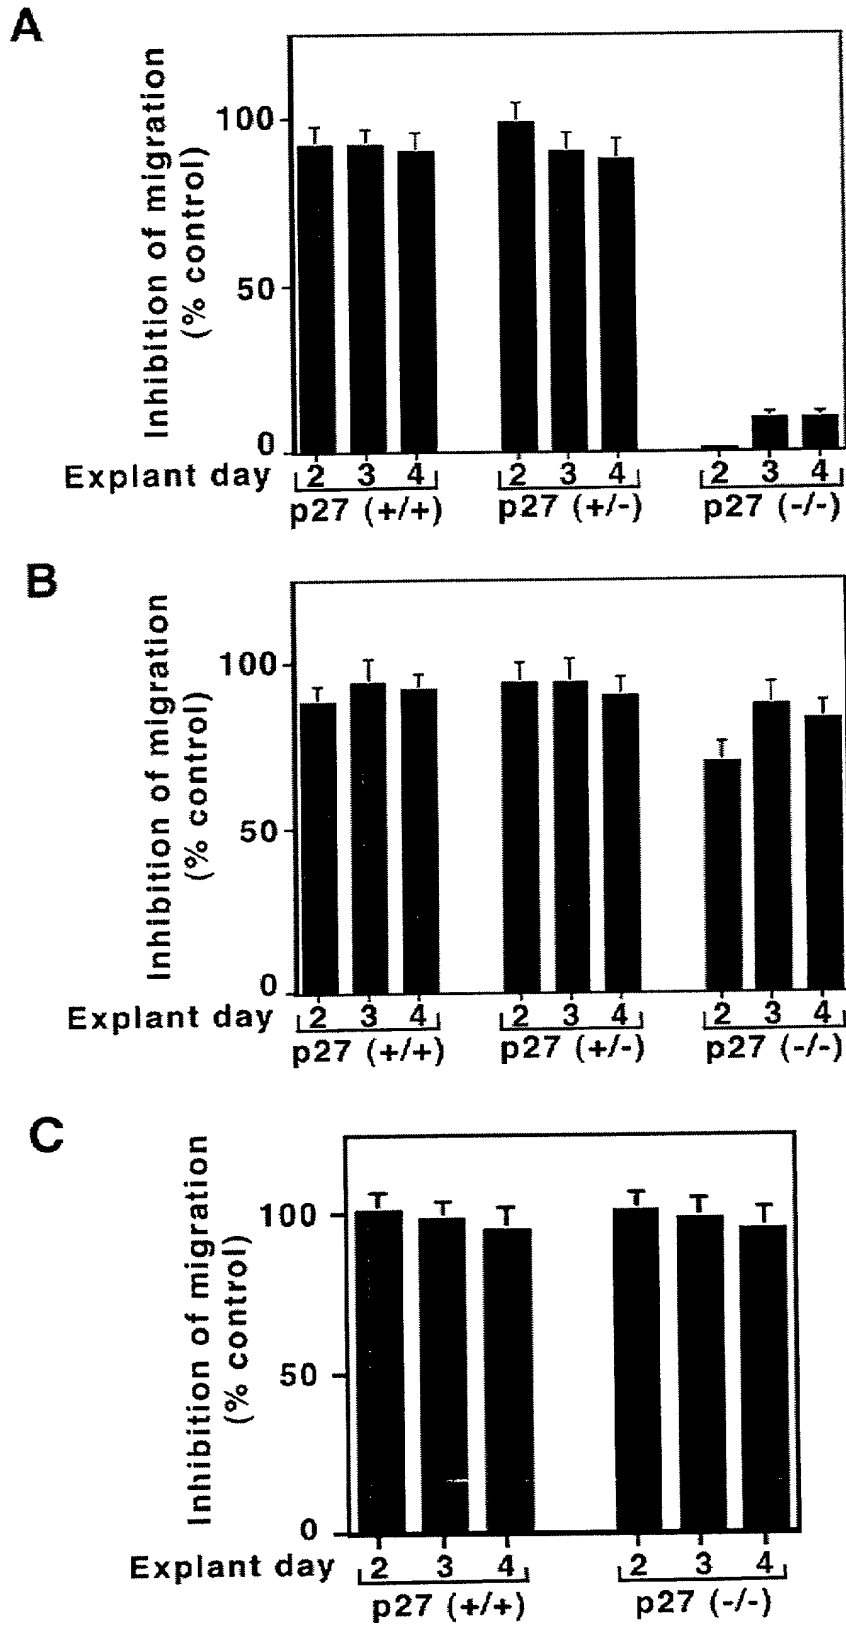 A
Inhibition of migration
(% control)
100
50
0
Explant day 2 3 4 2 3 4 2 3 4
p27 (+/+) p27 (+/-) p27 (-/-)
B
Inhibition of migration
(% control)
100
50
0
Explant day 2 3 4 2 3 4 2 3 4
p27 (+/+) p27 (+/-) p27 (-/-)
C
Inhibition of migration
(% control)
100
50
0
Explant day 2 3 4 2 3 4
p27 (+/+) p27 (-/-)